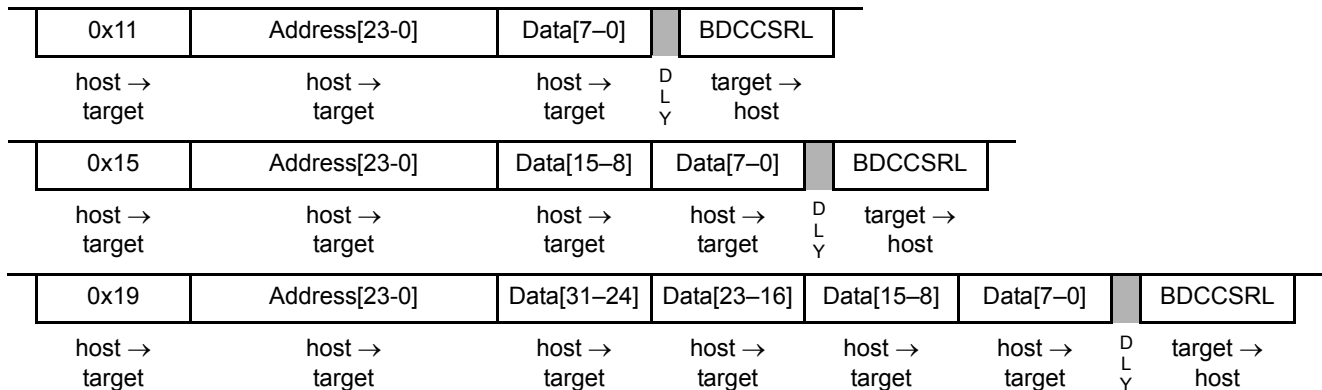 0x11 Address[23-0] Data[7–0] BDCCSRL
host → host → host → D L Y target →
target target target host
0x15 Address[23-0] Data[15–8] Data[7–0] BDCCSRL
host → host → host → host → D L Y target →
target target target target host
0x19 Address[23-0] Data[31–24] Data[23–16] Data[15–8] Data[7–0] BDCCSRL
host → host → host → host → host → host → D L Y target →
target target target target target target host